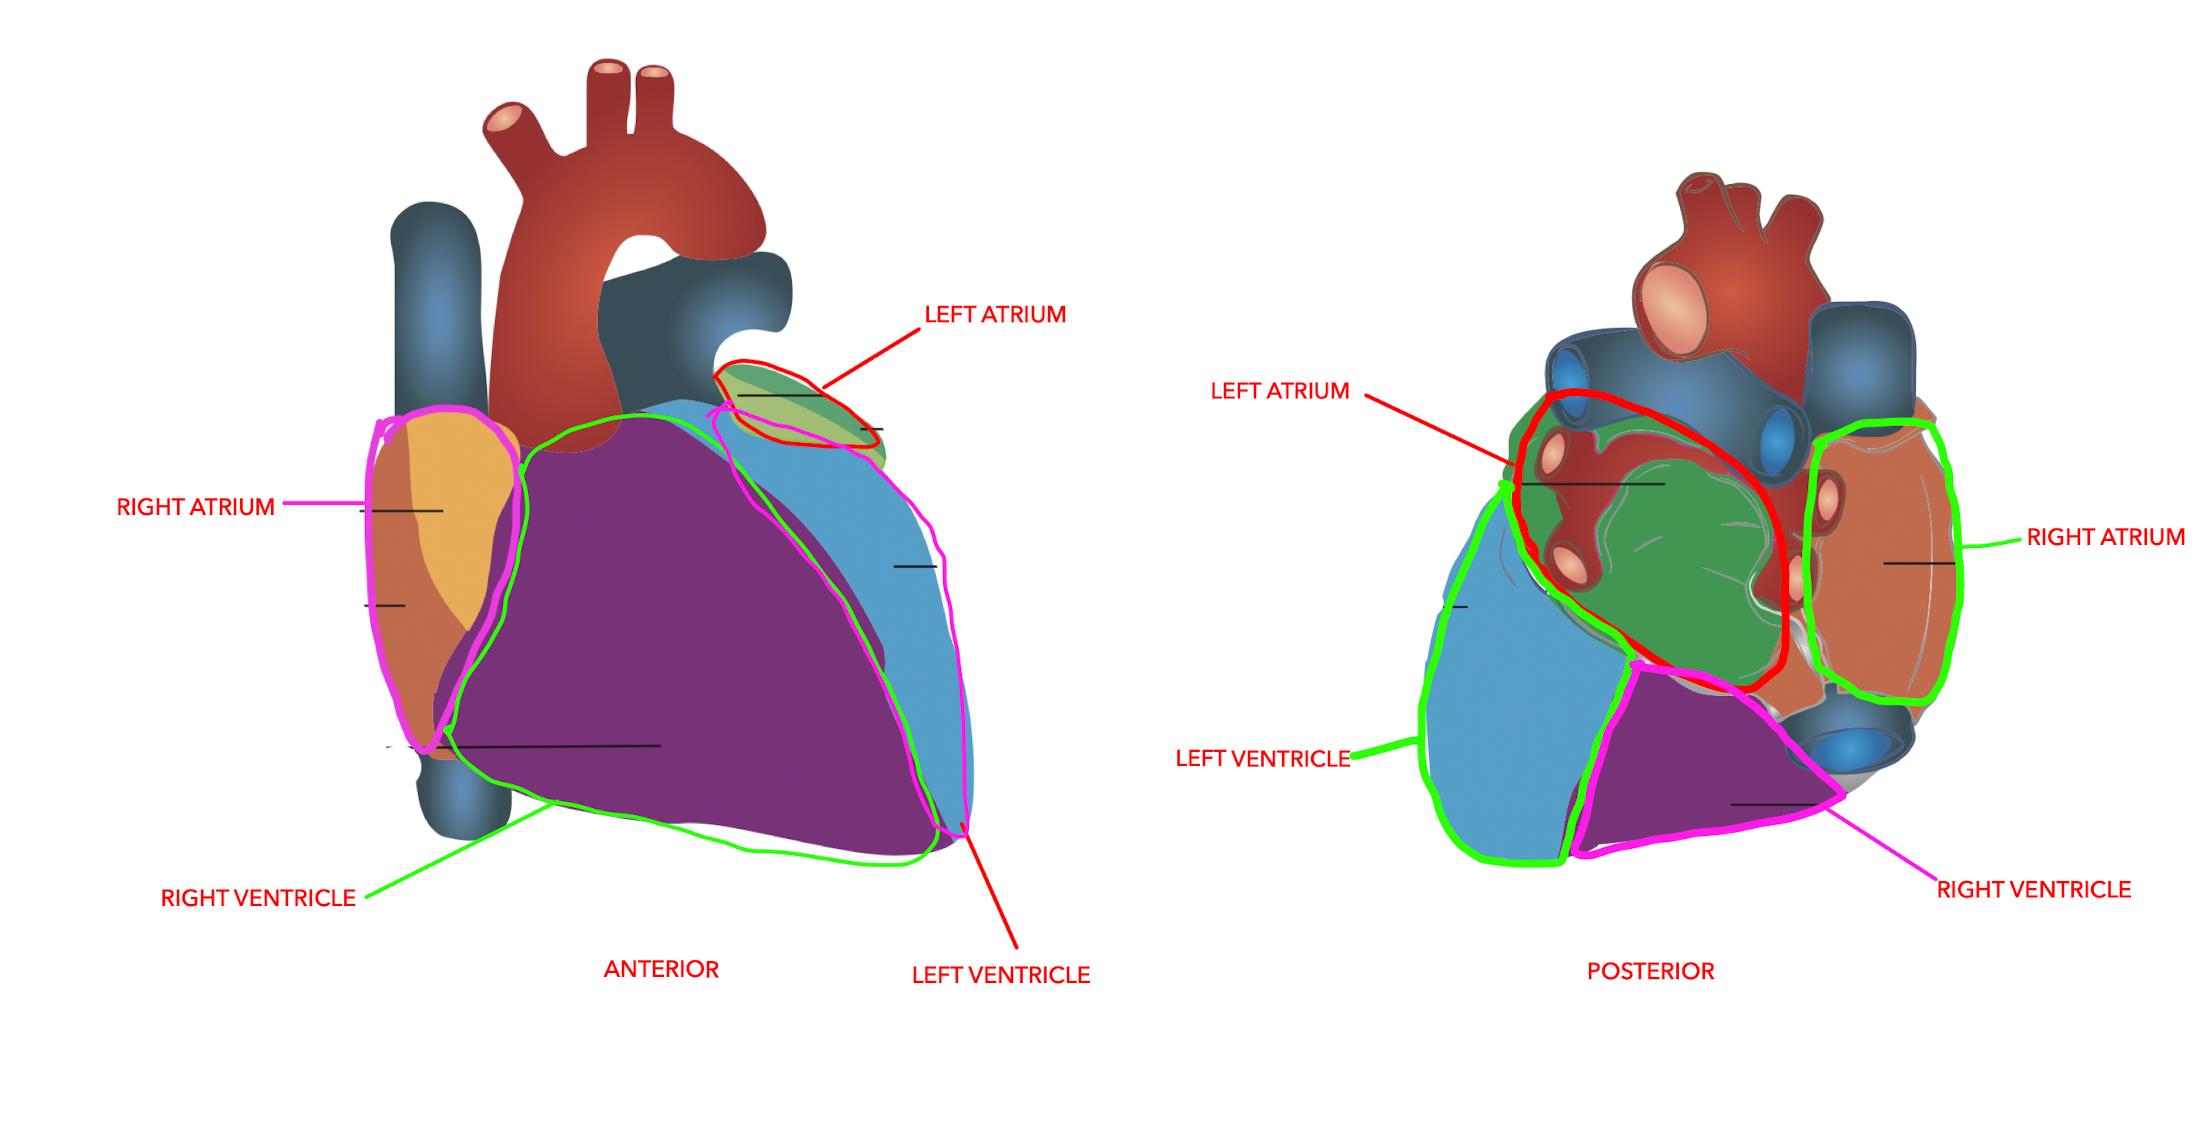 LEFT ATRIUM
RIGHT ATRIUM
RIGHT VENTRICLE
LEFT VENTRICLE
ANTERIOR
LEFT ATRIUM
RIGHT ATRIUM
LEFT VENTRICLE
RIGHT VENTRICLE
POSTERIOR